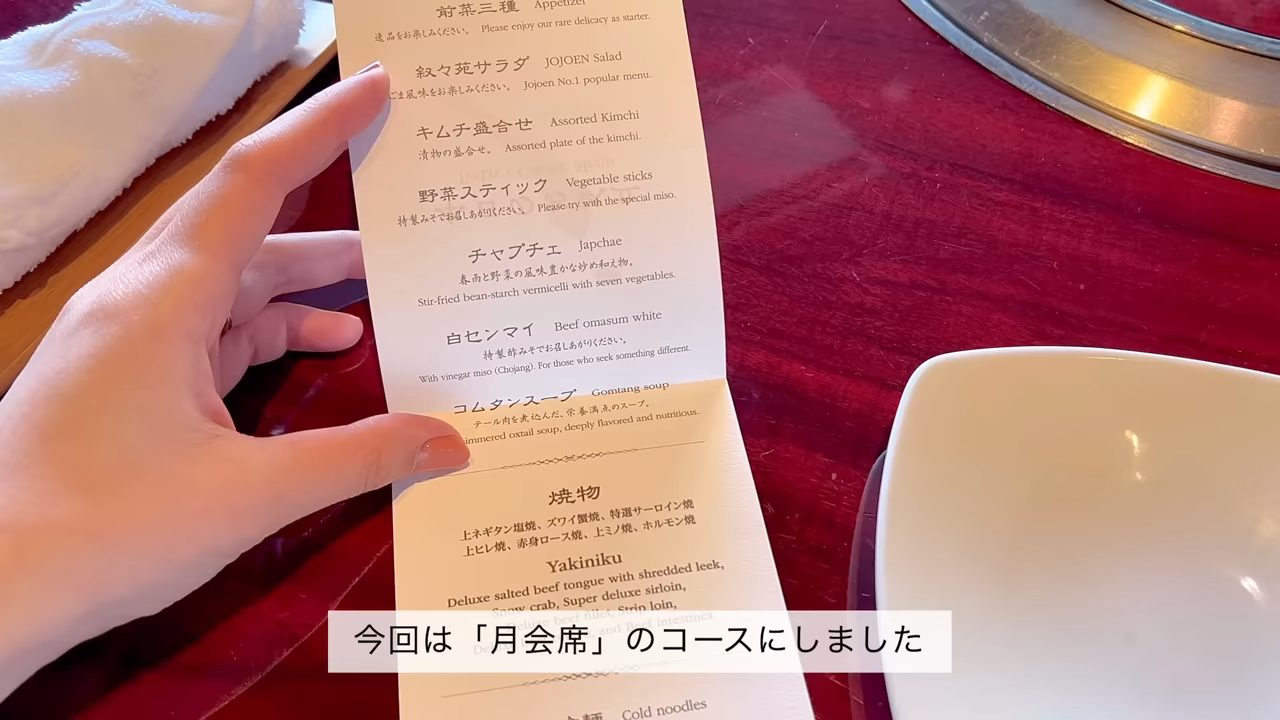 前菜三種 Appetizer
逸品をお楽しみください。 Please enjoy our rare delicacy as starter.
叙々苑サラダ JOJOEN Salad
ごま風味をお楽しみください。 Jojoen No.1 popular menu.
キムチ盛合せ Assorted Kimchi
漬物の盛合せ。 Assorted plate of the kimchi.
野菜スティック Vegetable sticks
特製みそでお召しあがりください。 Please try with the special miso.
チャプチェ Japchae
春雨と野菜の風味豊かな炒め和え物。
Stir-fried bean-starch vermicelli with seven vegetables.
白センマイ Beef omasum white
特製酢みそでお召しあがりください。
With vinegar miso (Chojang). For those who seek something different.
コムタンスープ Gomtang soup
テール肉を煮込んだ、栄養満点のスープ。
immered oxtail soup, deeply flavored and nutritious.
焼物
上ネギタン塩焼、ズワイ蟹焼、特選サーロイン焼
上ヒレ焼、赤身ロース焼、上ミノ焼、ホルモン焼
Yakiniku
Deluxe salted beef tongue with shredded leek,
Snow crab, Super deluxe sirloin,
Deluxe beef fillet, Strip loin,
and Beef intestines
今回は「月会席」のコースにしました
Cold noodles